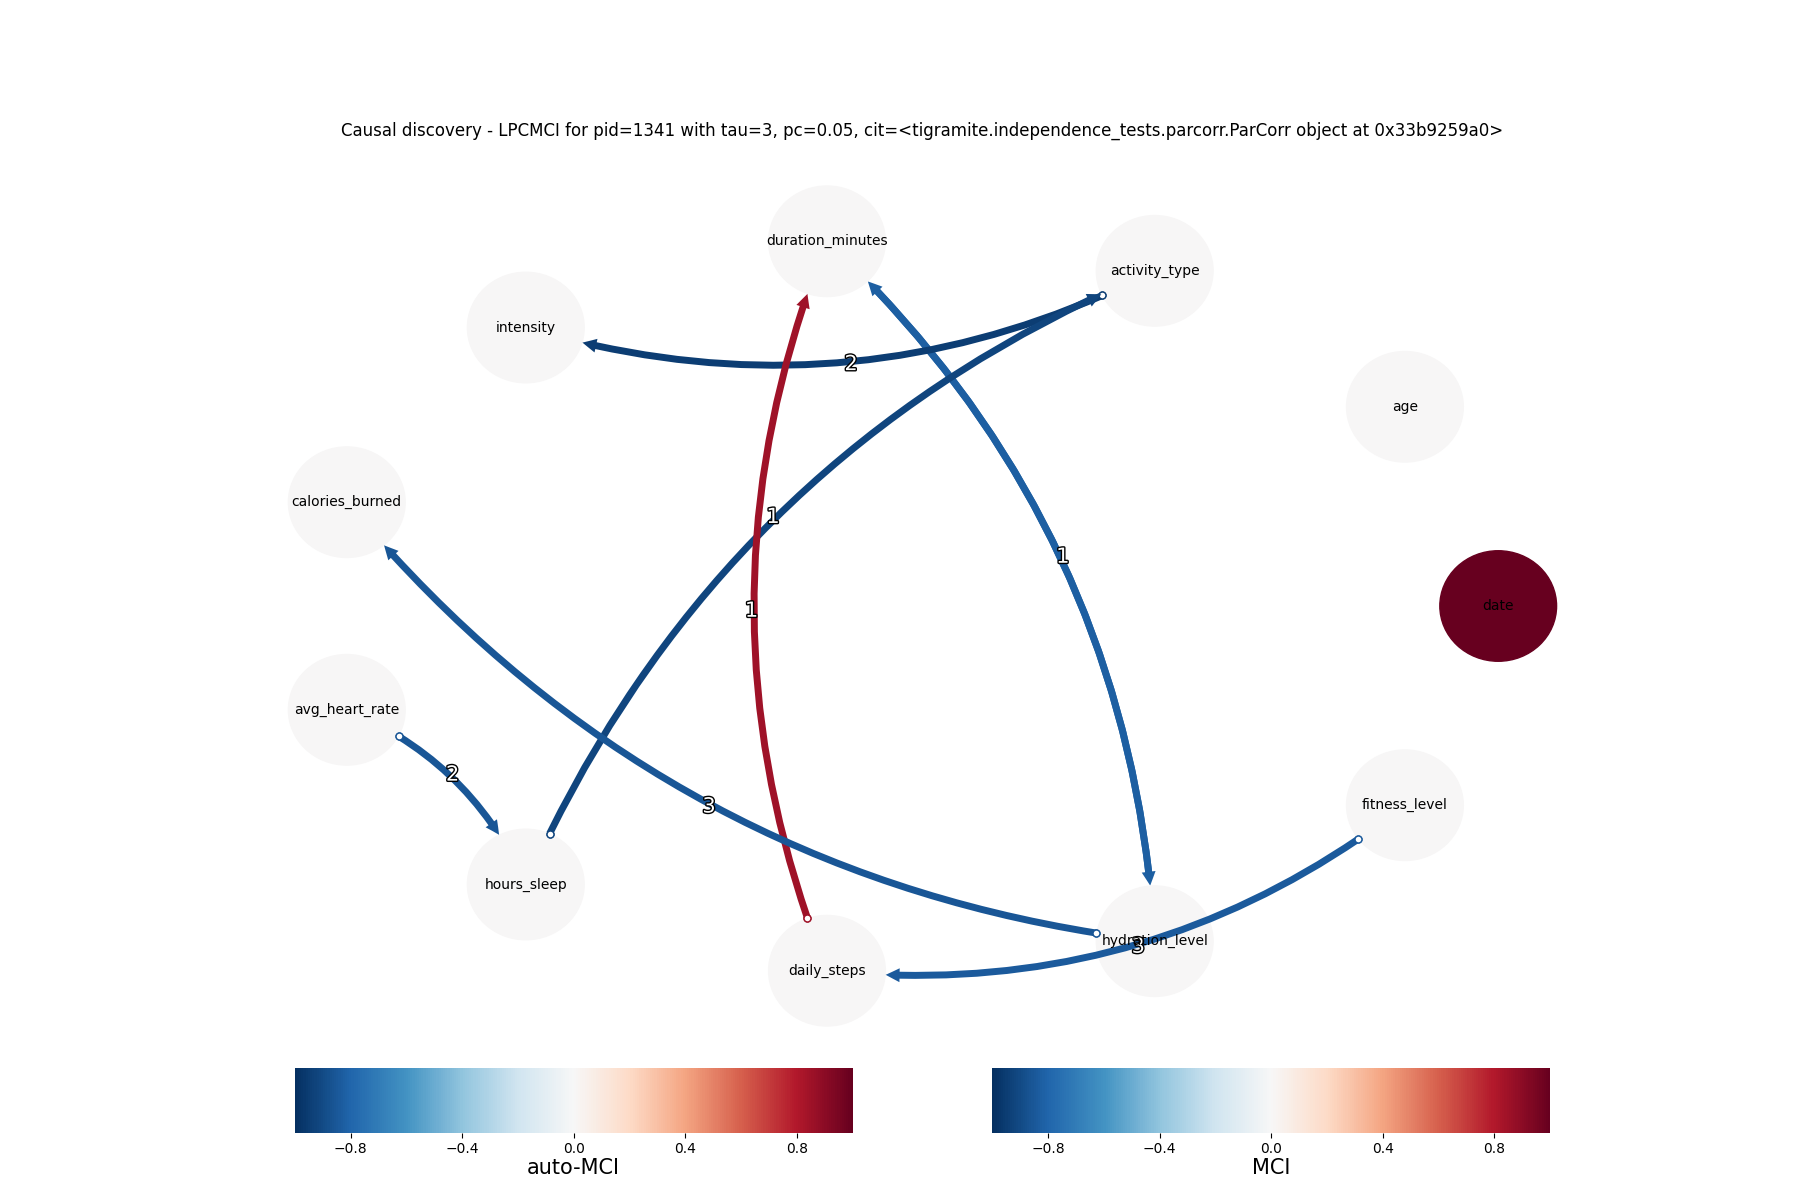 Causal discovery - LPCMCI for pid=1341 with tau=3, pc=0.05, cit=<tigramite.independence_tests.parcorr.ParCorr object at 0x33b9259a0>
duration_minutes
activity_type
intensity
2
age
calories_burned
1
1
date
1
avg_heart_rate
2
3
fitness_level
hours_sleep
hydration_level
3
daily_steps
−0.8 −0.4 0.0 0.4 0.8
auto-MCI
−0.8 −0.4 0.0 0.4 0.8
MCI